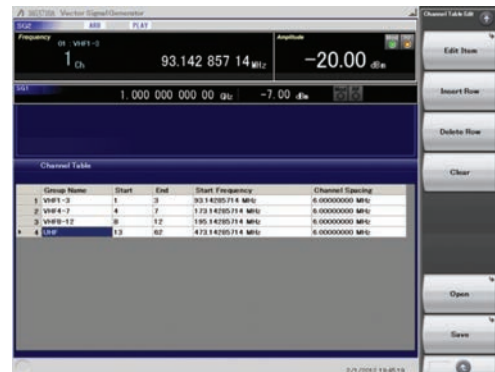 MG3710A Vector Signal Generator
SG2 ARB PLAY
Frequency
01 : VHF1-3
1 Ch
93.142 857 14 MHz
Amplitude
-20.00 dBm
SG1
1. 000 000 000 00 GHz
-7. 00 dBm
Channel Table
Group Name Start End Start Frequency Channel Spacing
1 VHF1-3 1 3 93.14285714 MHz 6.00000000 MHz
2 VHF4-7 4 7 173.14285714 MHz 6.00000000 MHz
3 VHF8-12 8 12 195.14285714 MHz 6.00000000 MHz
4 UHF 13 62 473.14285714 MHz 6.00000000 MHz
Channel Table Edit
Edit Item
Insert Row
Delete Row
Clear
Open
Save